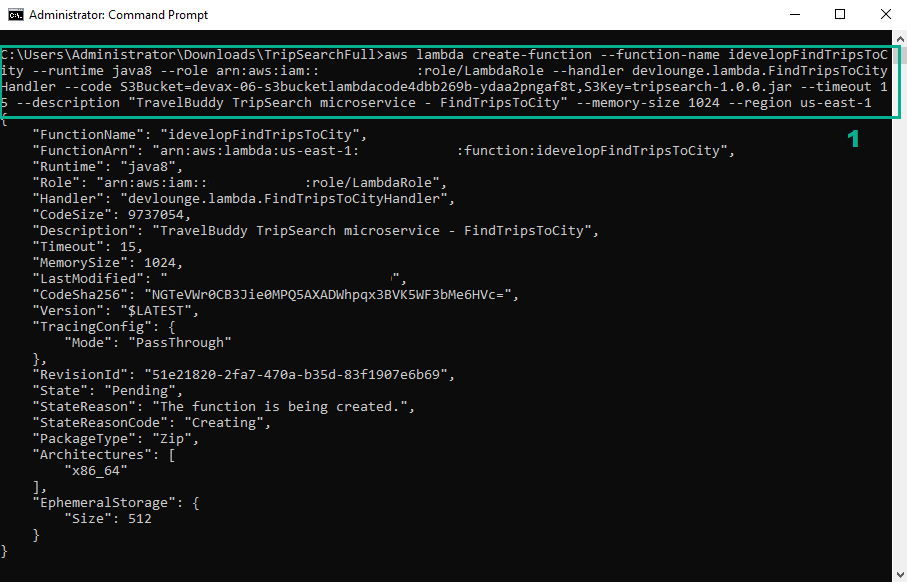 Administrator: Command Prompt
C:\Users\Administrator\Downloads\TripSearchFull>aws lambda create-function --function-name idevelopFindTripsToC
ity --runtime java8 --role arn:aws:iam:: :role/LambdaRole --handler devlounge.lambda.FindTripsToCity
Handler --code S3Bucket=devax-06-s3bucketlambdacode4dbb269b-ydaa2pngaf8t,S3Key=tripsearch-1.0.0.jar --timeout 1
5 --description "TravelBuddy TripSearch microservice - FindTripsToCity" --memory-size 1024 --region us-east-1
{
1
"FunctionName": "idevelopFindTripsToCity",
"FunctionArn": "arn:aws:lambda:us-east-1: :function:idevelopFindTripsToCity",
"Runtime": "java8",
"Role": "arn:aws:iam:: :role/LambdaRole",
"Handler": "devlounge.lambda.FindTripsToCityHandler",
"CodeSize": 9737054,
"Description": "TravelBuddy TripSearch microservice - FindTripsToCity",
"Timeout": 15,
"MemorySize": 1024,
"LastModified": " ",
"CodeSha256": "NGTeVWr0CB3Jie0MPQ5AXADWhpqx3BVK5WF3bMe6HVc=",
"Version": "$LATEST",
"TracingConfig": {
"Mode": "PassThrough"
},
"RevisionId": "51e21820-2fa7-470a-b35d-83f1907e6b69",
"State": "Pending",
"StateReason": "The function is being created.",
"StateReasonCode": "Creating",
"PackageType": "Zip",
"Architectures": [
"x86_64"
],
"EphemeralStorage": {
"Size": 512
}
}